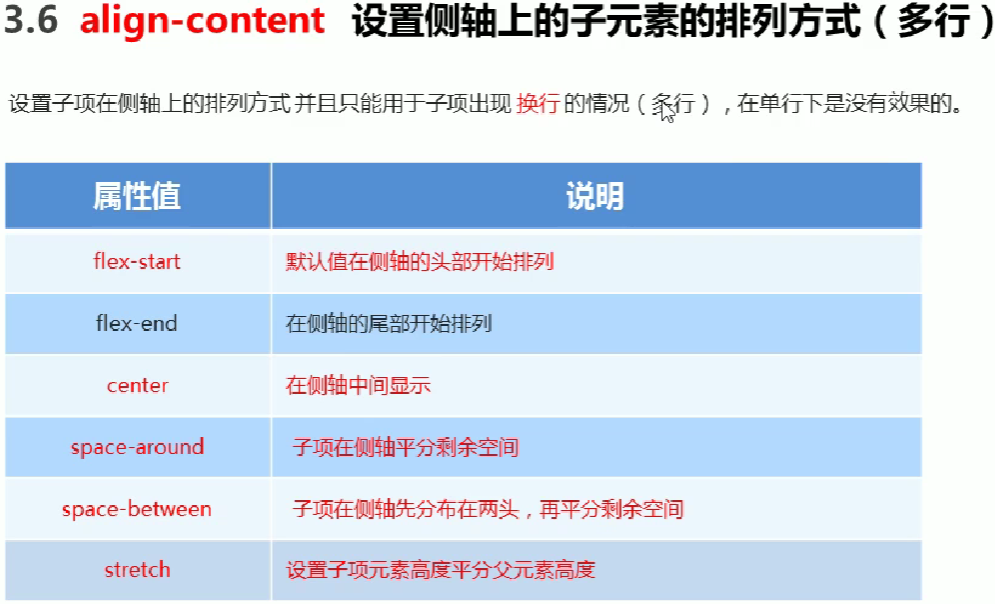 3.6 align-content 设置侧轴上的子元素的排列方式（多行）
设置子项在侧轴上的排列方式 并且只能用于子项出现 换行 的情况（多行），在单行下是没有效果的。
属性值 说明
flex-start 默认值在侧轴的头部开始排列
flex-end 在侧轴的尾部开始排列
center 在侧轴中间显示
space-around 子项在侧轴平分剩余空间
space-between 子项在侧轴先分布在两头，再平分剩余空间
stretch 设置子项元素高度平分父元素高度